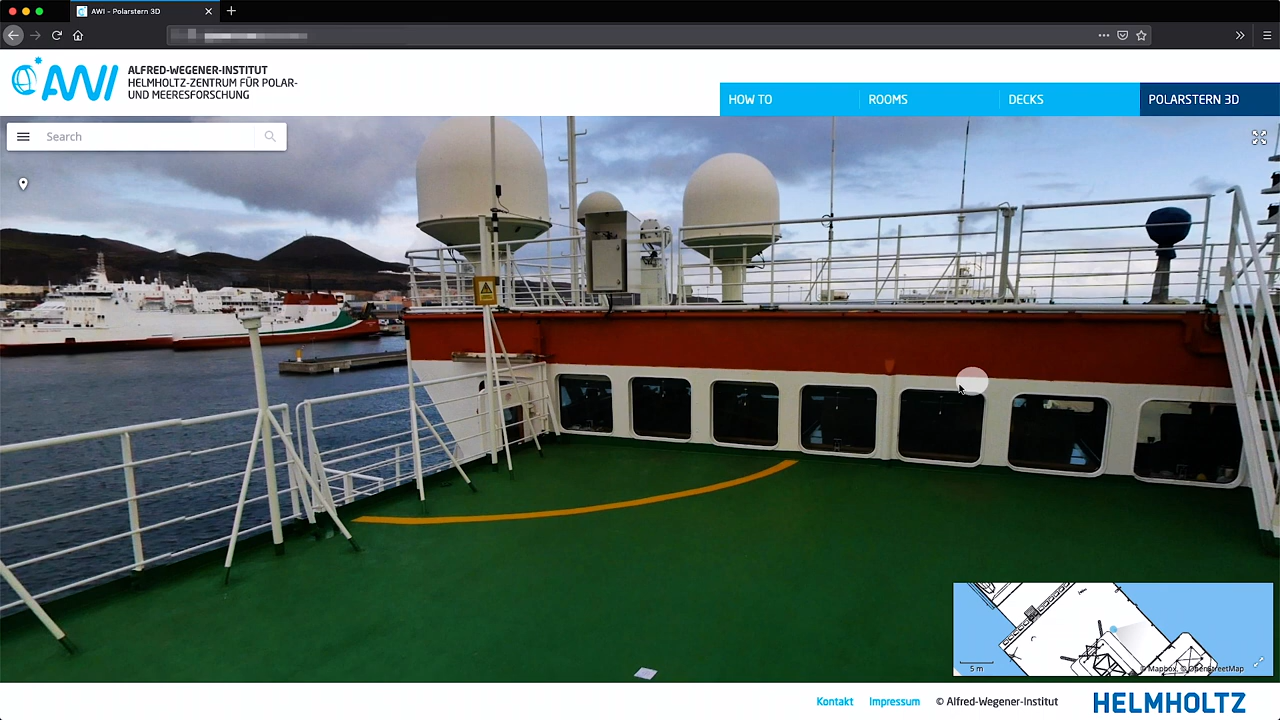 AWI - Polarstern 3D
AWI
ALFRED-WEGENER-INSTITUT
HELMHOLTZ-ZENTRUM FÜR POLAR-
UND MEERESFORSCHUNG
HOW TO
ROOMS
DECKS
POLARSTERN 3D
Search
5 m
© Mapbox, © OpenStreetMap
Kontakt
Impressum
© Alfred-Wegener-Institut
HELMHOLTZ